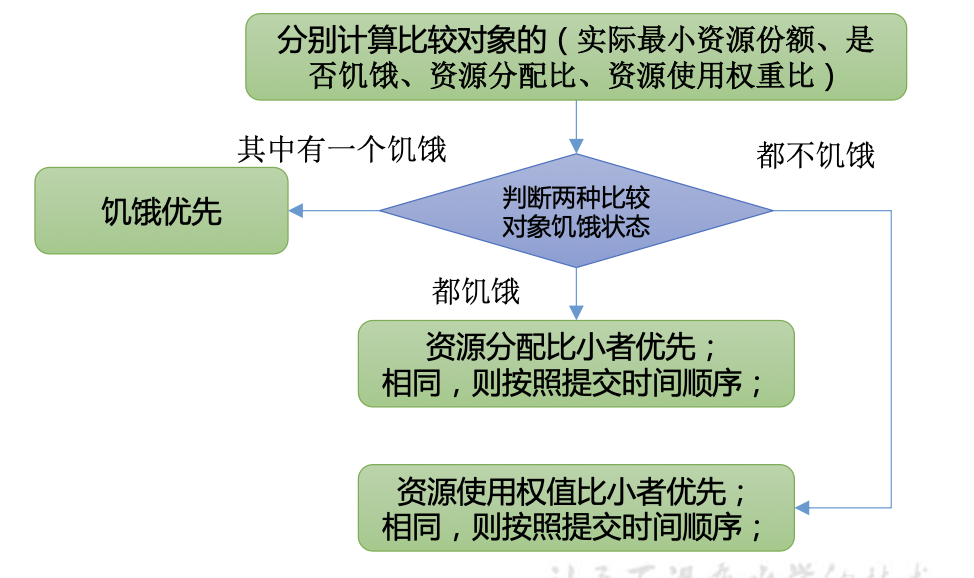 分别计算比较对象的（实际最小资源份额、是
否饥饿、资源分配比、资源使用权重比）
其中有一个饥饿
都不饥饿
饥饿优先
判断两种比较
对象饥饿状态
都饥饿
资源分配比小者优先；
相同，则按照提交时间顺序；
资源使用权值比小者优先；
相同，则按照提交时间顺序；